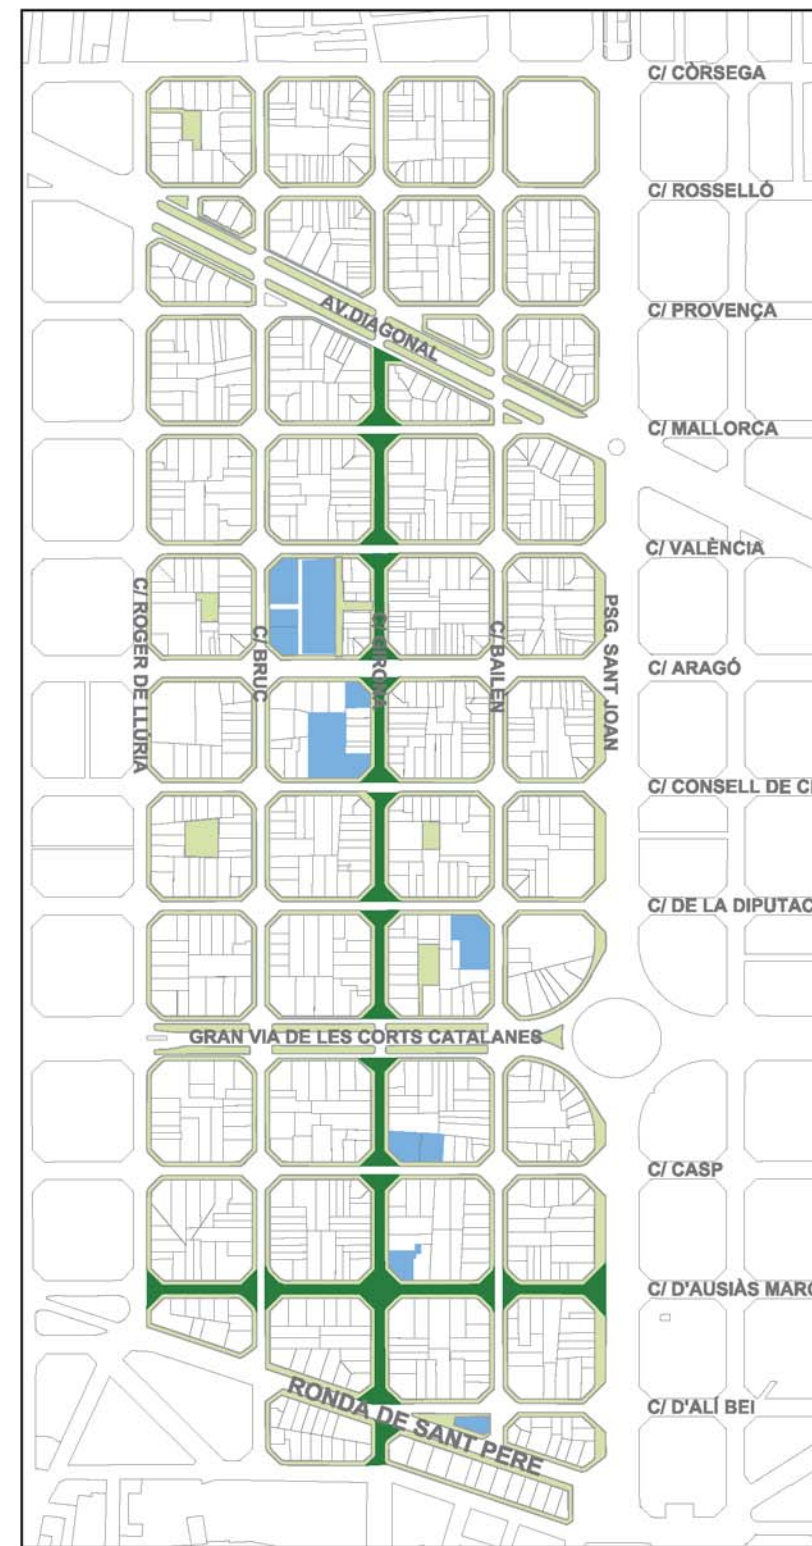 C/ CÒRSEGA
C/ ROSSELLÓ
C/ PROVENÇA
AV.DIAGONAL
C/ MALLORCA
C/ VALÈNCIA
C/ ROGER DE LLÚRIA
C/ BRUC
C/ GIRONA
C/ BAILÈN
PSG. SANT JOAN
C/ ARAGÓ
C/ CONSELL DE CE
C/ DE LA DIPUTAC
GRAN VIA DE LES CORTS CATALANES
C/ CASP
C/ D'AUSIÀS MARC
C/ D'ALÍ BEI
RONDA DE SANT PERE